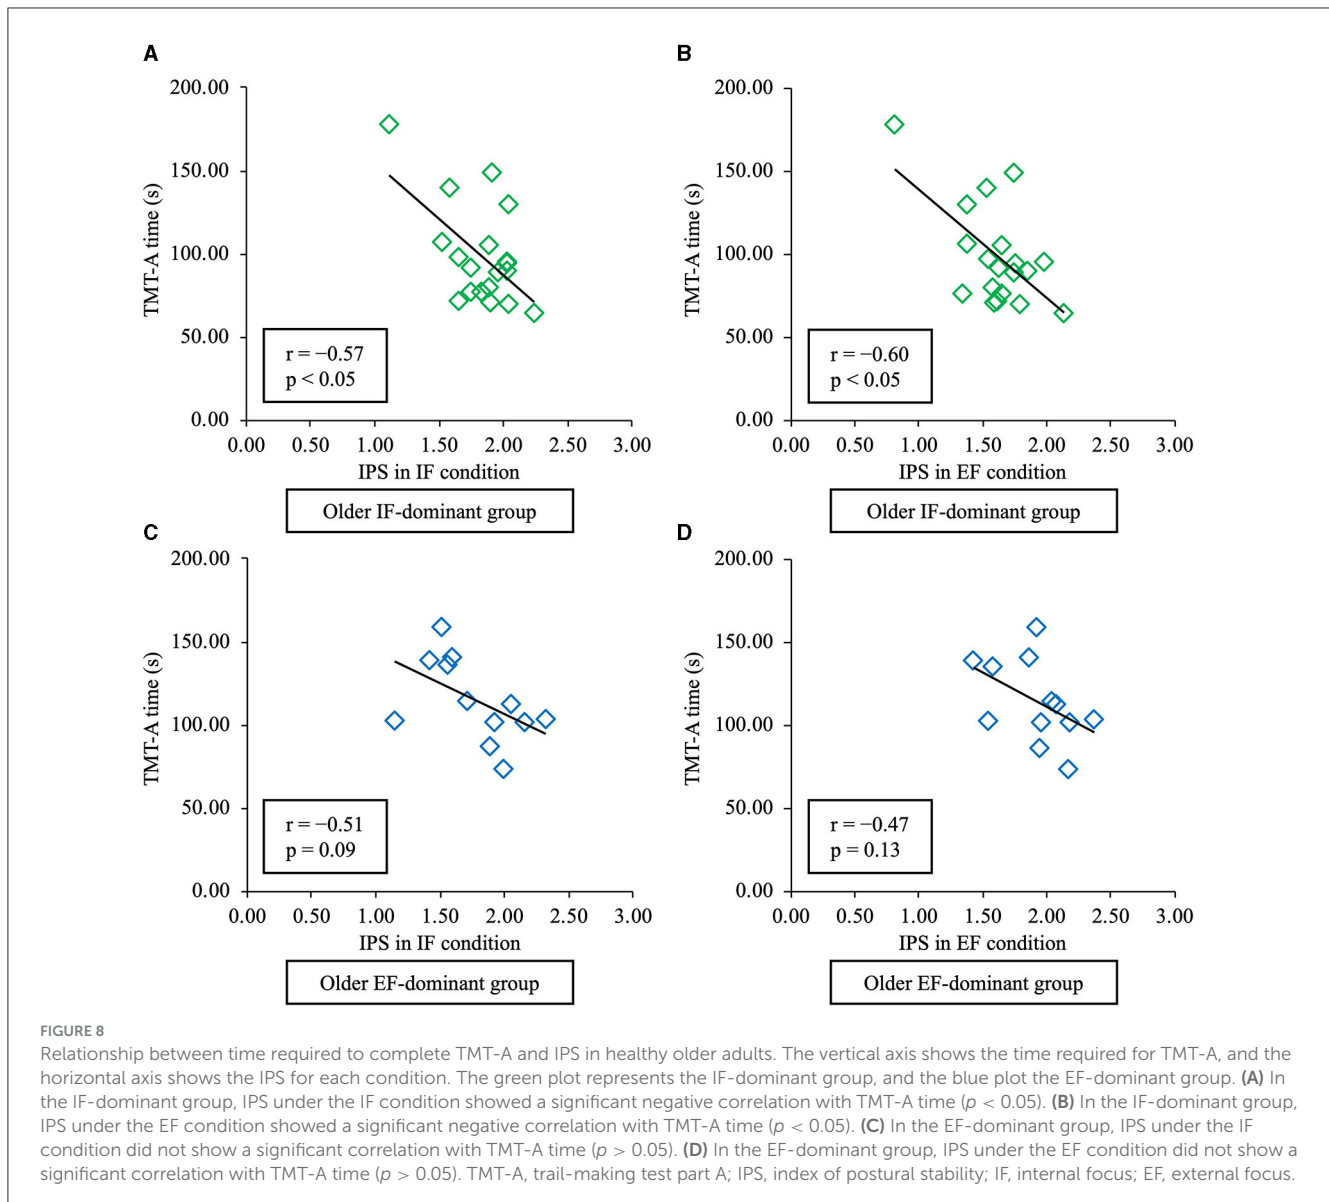 A
200.00
150.00
100.00
50.00
0.00
TMT-A time (s)
r = −0.57
p < 0.05
0.00 0.50 1.00 1.50 2.00 2.50 3.00
IPS in IF condition
Older IF-dominant group
B
200.00
150.00
100.00
50.00
0.00
TMT-A time (s)
r = −0.60
p < 0.05
0.00 0.50 1.00 1.50 2.00 2.50 3.00
IPS in EF condition
Older IF-dominant group
C
200.00
150.00
100.00
50.00
0.00
TMT-A time (s)
r = −0.51
p = 0.09
0.00 0.50 1.00 1.50 2.00 2.50 3.00
IPS in IF condition
Older EF-dominant group
D
200.00
150.00
100.00
50.00
0.00
TMT-A time (s)
r = −0.47
p = 0.13
0.00 0.50 1.00 1.50 2.00 2.50 3.00
IPS in EF condition
Older EF-dominant group
FIGURE 8
Relationship between time required to complete TMT-A and IPS in healthy older adults. The vertical axis shows the time required for TMT-A, and the
horizontal axis shows the IPS for each condition. The green plot represents the IF-dominant group, and the blue plot the EF-dominant group. (A) In
the IF-dominant group, IPS under the IF condition showed a significant negative correlation with TMT-A time (p < 0.05). (B) In the IF-dominant group,
IPS under the EF condition showed a significant negative correlation with TMT-A time (p < 0.05). (C) In the EF-dominant group, IPS under the IF
condition did not show a significant correlation with TMT-A time (p > 0.05). (D) In the EF-dominant group, IPS under the EF condition did not show a
significant correlation with TMT-A time (p > 0.05). TMT-A, trail-making test part A; IPS, index of postural stability; IF, internal focus; EF, external focus.